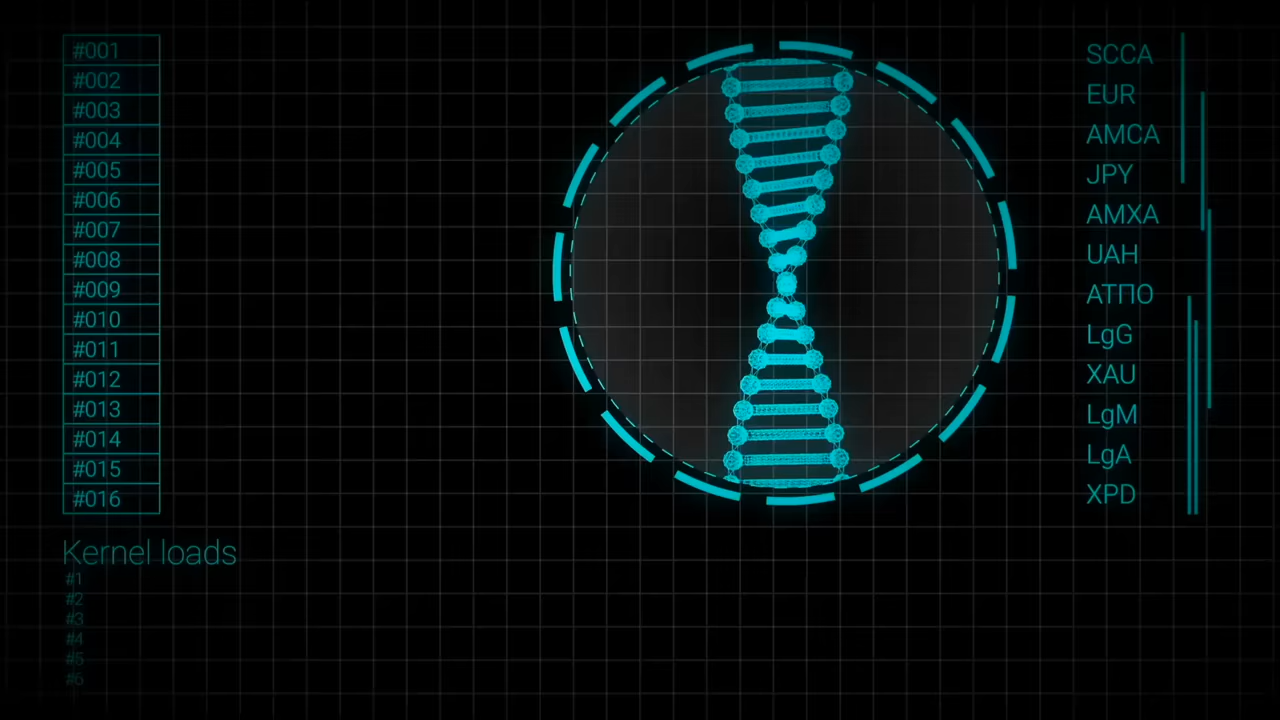 #001
#002
#003
#004
#005
#006
#007
#008
#009
#010
#011
#012
#013
#014
#015
#016
Kernel loads
#1
#2
#3
#4
#5
#6
SCCA
EUR
AMCA
JPY
AMXA
UAH
АТПО
LgG
XAU
LgM
LgA
XPD